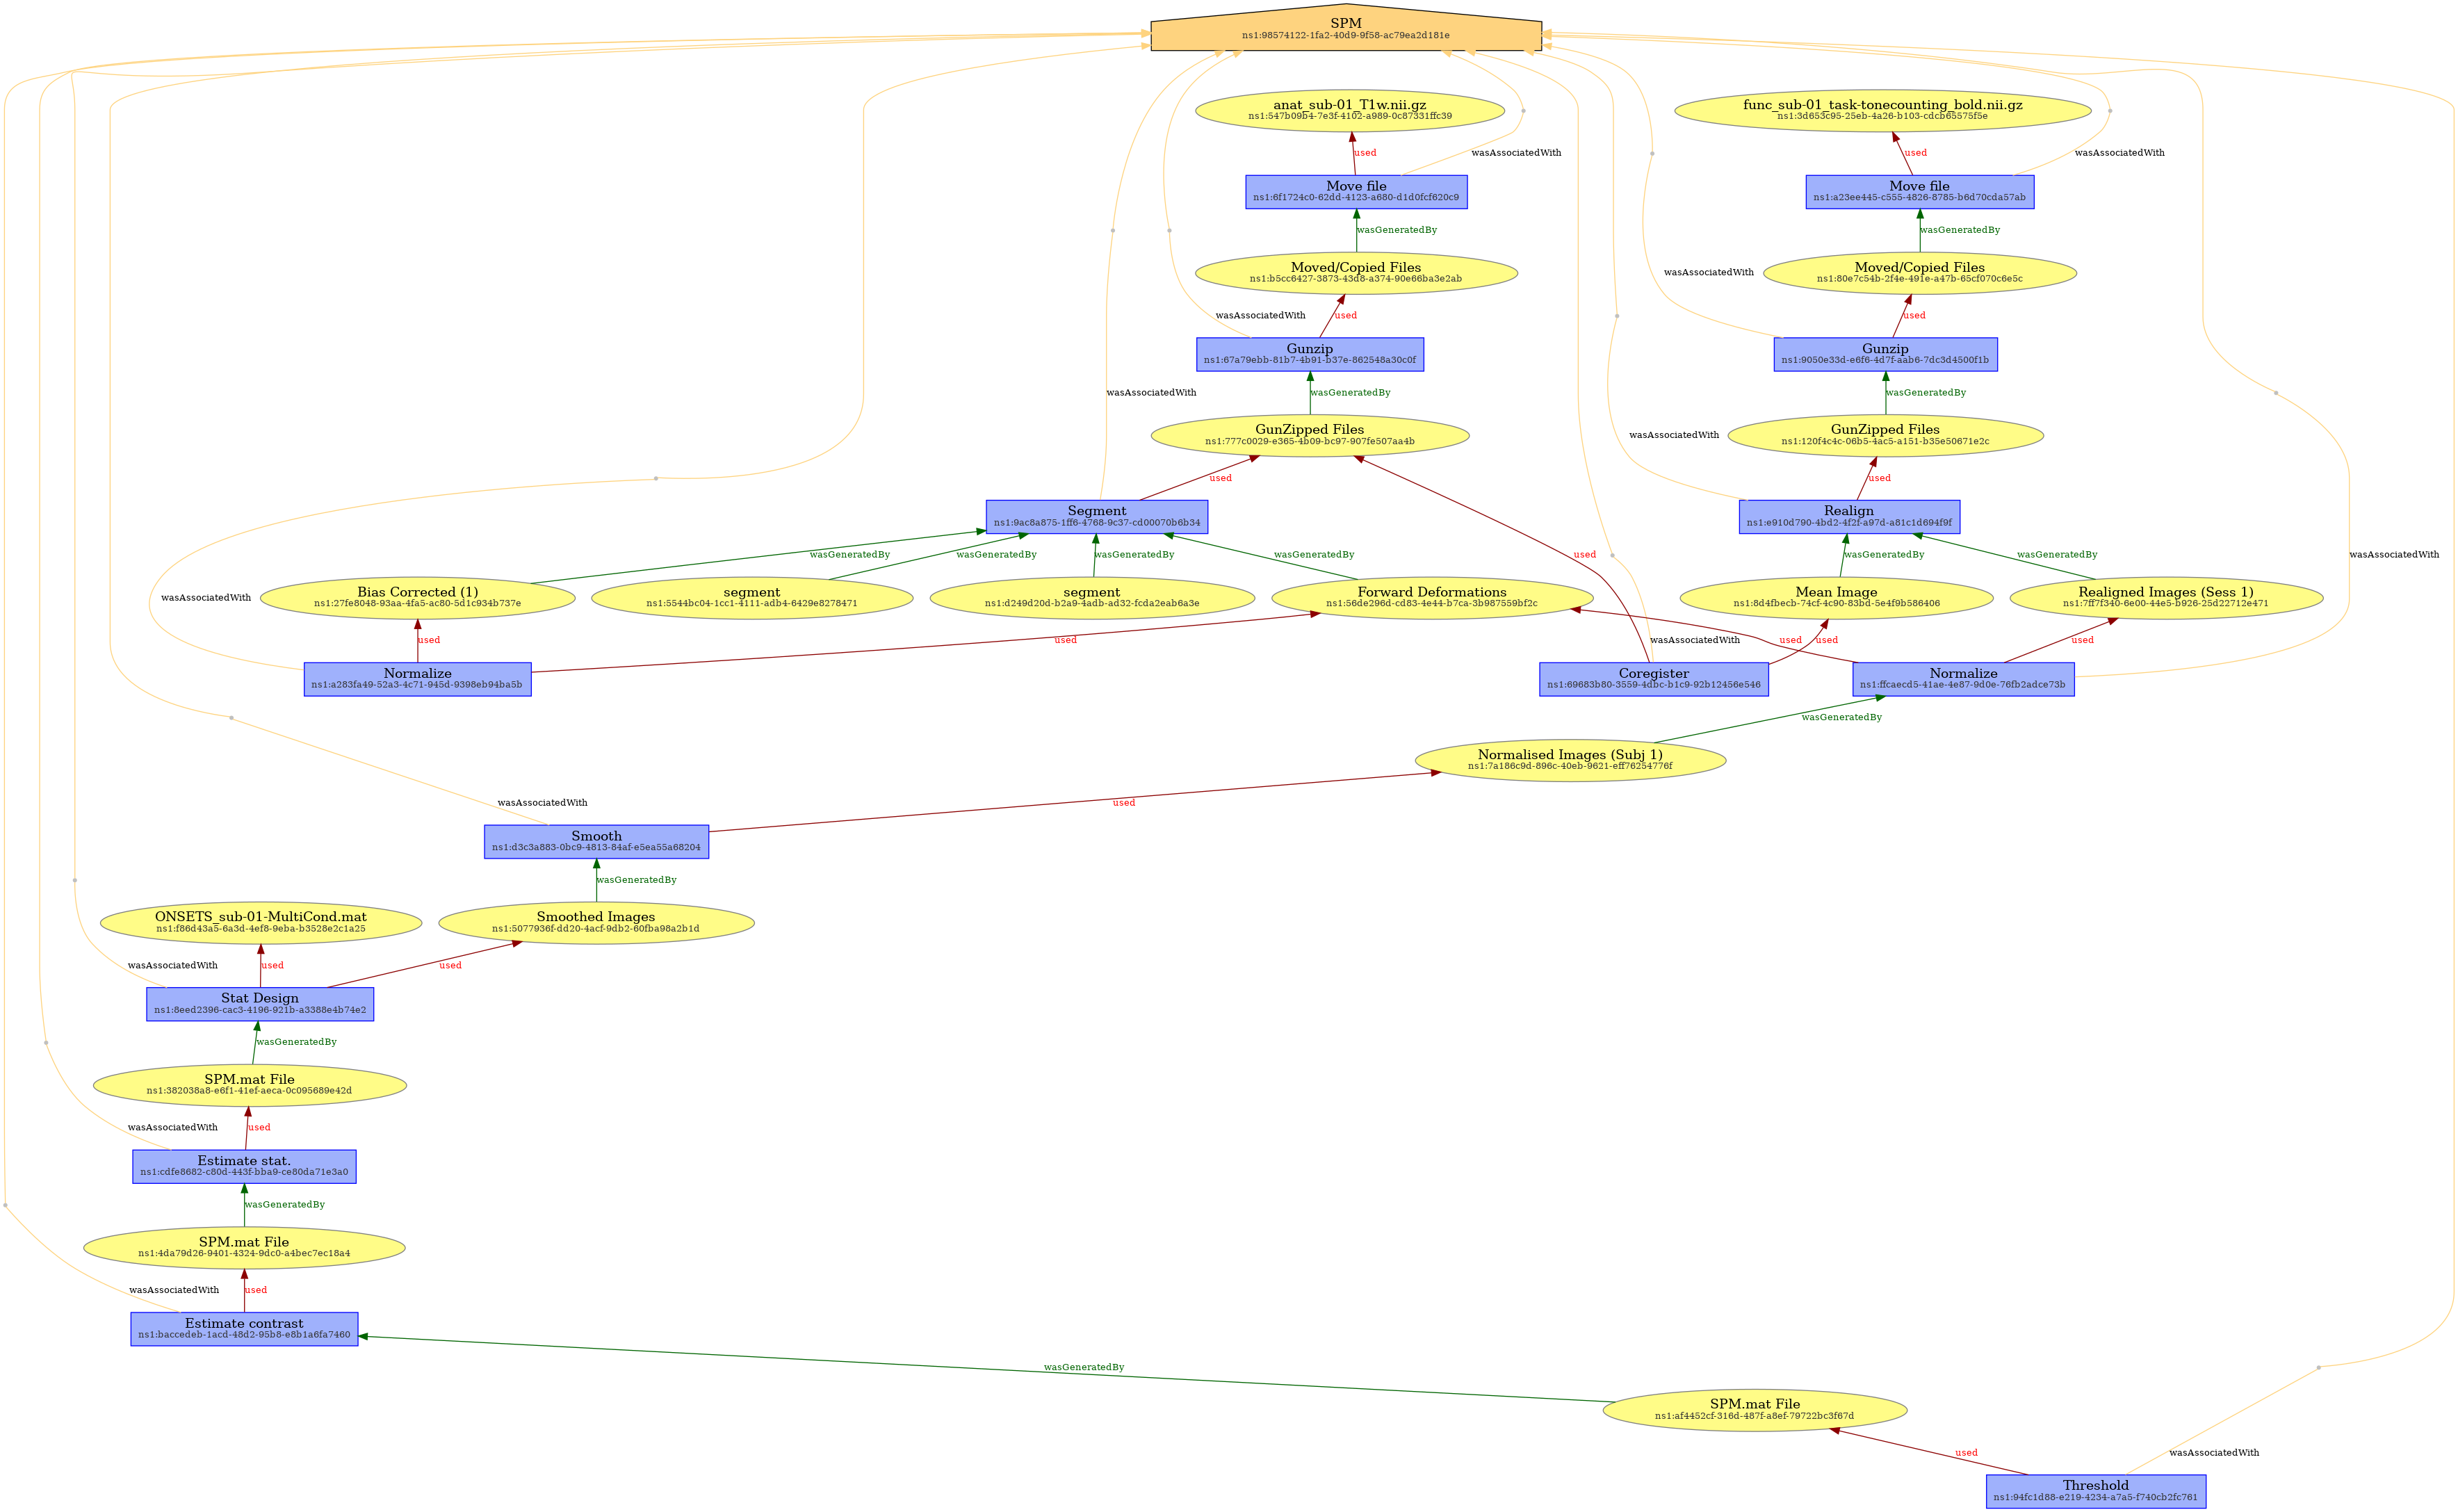 SPM
ns1:98574122-1fa2-40d9-9f58-ac79ea2d181e
anat_sub-01_T1w.nii.gz
ns1:547b09b4-7e3f-4102-a989-0c87331ffc39
func_sub-01_task-tonecounting_bold.nii.gz
ns1:3d653c95-25eb-4a26-b103-cdcb65575f5e
used
wasAssociatedWith
used
wasAssociatedWith
Move file
ns1:6f1724c0-62dd-4123-a680-d1d0fcf620c9
Move file
ns1:a23ee445-c555-4826-8785-b6d70cda57ab
wasGeneratedBy
wasGeneratedBy
Moved/Copied Files
ns1:b5cc6427-3873-43d8-a374-90e66ba3e2ab
Moved/Copied Files
ns1:80e7c54b-2f4e-491e-a47b-65cf070c6e5c
wasAssociatedWith
wasAssociatedWith
used
used
Gunzip
ns1:67a79ebb-81b7-4b91-b37e-862548a30c0f
Gunzip
ns1:9050e33d-e6f6-4d7f-aab6-7dc3d4500f1b
wasAssociatedWith
wasGeneratedBy
wasGeneratedBy
GunZipped Files
ns1:777c0029-e365-4b09-bc97-907fe507aa4b
wasAssociatedWith
GunZipped Files
ns1:120f4c4c-06b5-4ac5-a151-b35e50671e2c
used
used
Segment
ns1:9ac8a875-1ff6-4768-9c37-cd00070b6b34
Realign
ns1:e910d790-4bd2-4f2f-a97d-a81c1d694f9f
wasGeneratedBy
wasGeneratedBy
wasGeneratedBy
wasGeneratedBy
used
wasGeneratedBy
wasGeneratedBy
wasAssociatedWith
wasAssociatedWith
Bias Corrected (1)
ns1:27fe8048-93aa-4fa5-ac80-5d1c934b737e
segment
ns1:5544bc04-1cc1-4111-adb4-6429e8278471
segment
ns1:d249d20d-b2a9-4adb-ad32-fcda2eab6a3e
Forward Deformations
ns1:56de296d-cd83-4e44-b7ca-3b987559bf2c
Mean Image
ns1:8d4fbecb-74cf-4c90-83bd-5e4f9b586406
Realigned Images (Sess 1)
ns1:7ff7f340-6e00-44e5-b926-25d22712e471
used
used
wasAssociatedWith
used
used
used
Normalize
ns1:a283fa49-52a3-4c71-945d-9398eb94ba5b
Coregister
ns1:69683b80-3559-4dbc-b1c9-92b12456e546
Normalize
ns1:ffcaecd5-41ae-4e87-9d0e-76fb2adce73b
wasGeneratedBy
Normalised Images (Subj 1)
ns1:7a186c9d-896c-40eb-9621-eff76254776f
wasAssociatedWith
used
Smooth
ns1:d3c3a883-0bc9-4813-84af-e5ea55a68204
wasGeneratedBy
ONSETS_sub-01-MultiCond.mat
ns1:f86d43a5-6a3d-4ef8-9eba-b3528e2c1a25
Smoothed Images
ns1:5077936f-dd20-4acf-9db2-60fba98a2b1d
wasAssociatedWith
used
used
Stat Design
ns1:8eed2396-cac3-4196-921b-a3388e4b74e2
wasGeneratedBy
SPM.mat File
ns1:382038a8-e6f1-41ef-aeca-0c095689e42d
wasAssociatedWith
used
Estimate stat.
ns1:cdfe8682-c80d-443f-bba9-ce80da71e3a0
wasGeneratedBy
SPM.mat File
ns1:4da79d26-9401-4324-9dc0-a4bec7ec18a4
wasAssociatedWith
used
Estimate contrast
ns1:baccedeb-1acd-48d2-95b8-e8b1a6fa7460
wasGeneratedBy
SPM.mat File
ns1:af4452cf-316d-487f-a8ef-79722bc3f67d
used
wasAssociatedWith
Threshold
ns1:94fc1d88-e219-4234-a7a5-f740cb2fc761